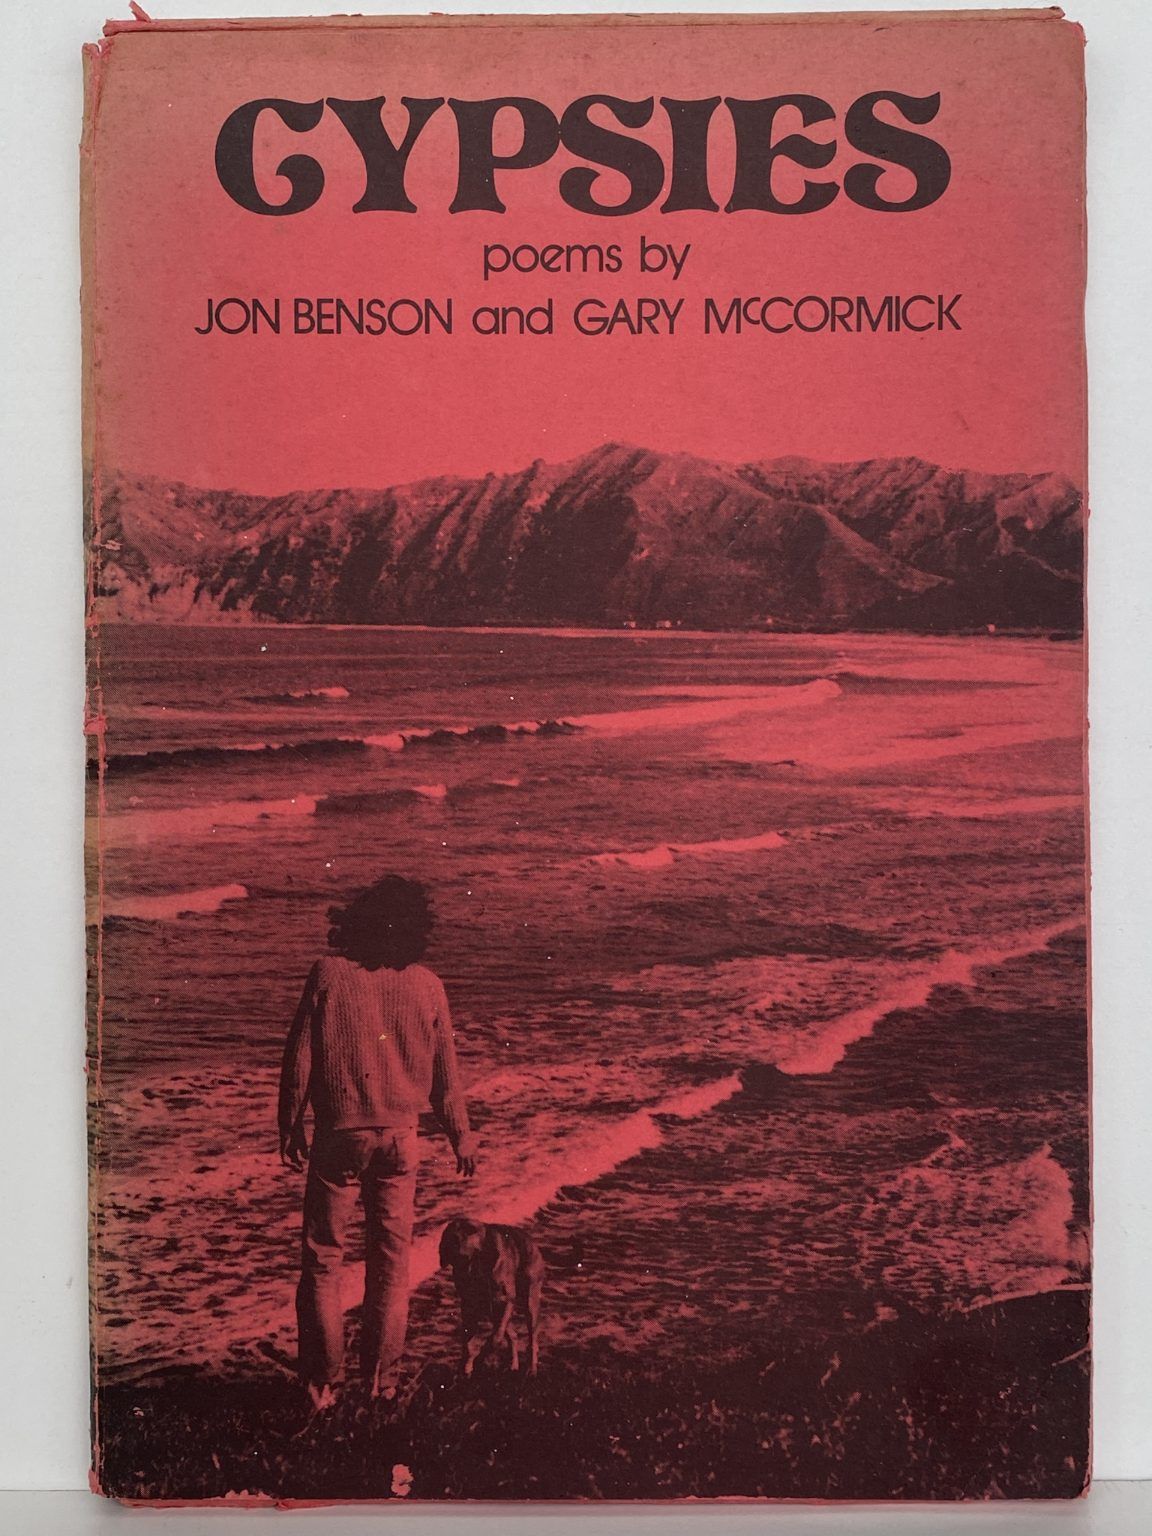 GYPSIES
poems by
JON BENSON and GARY McCORMICK